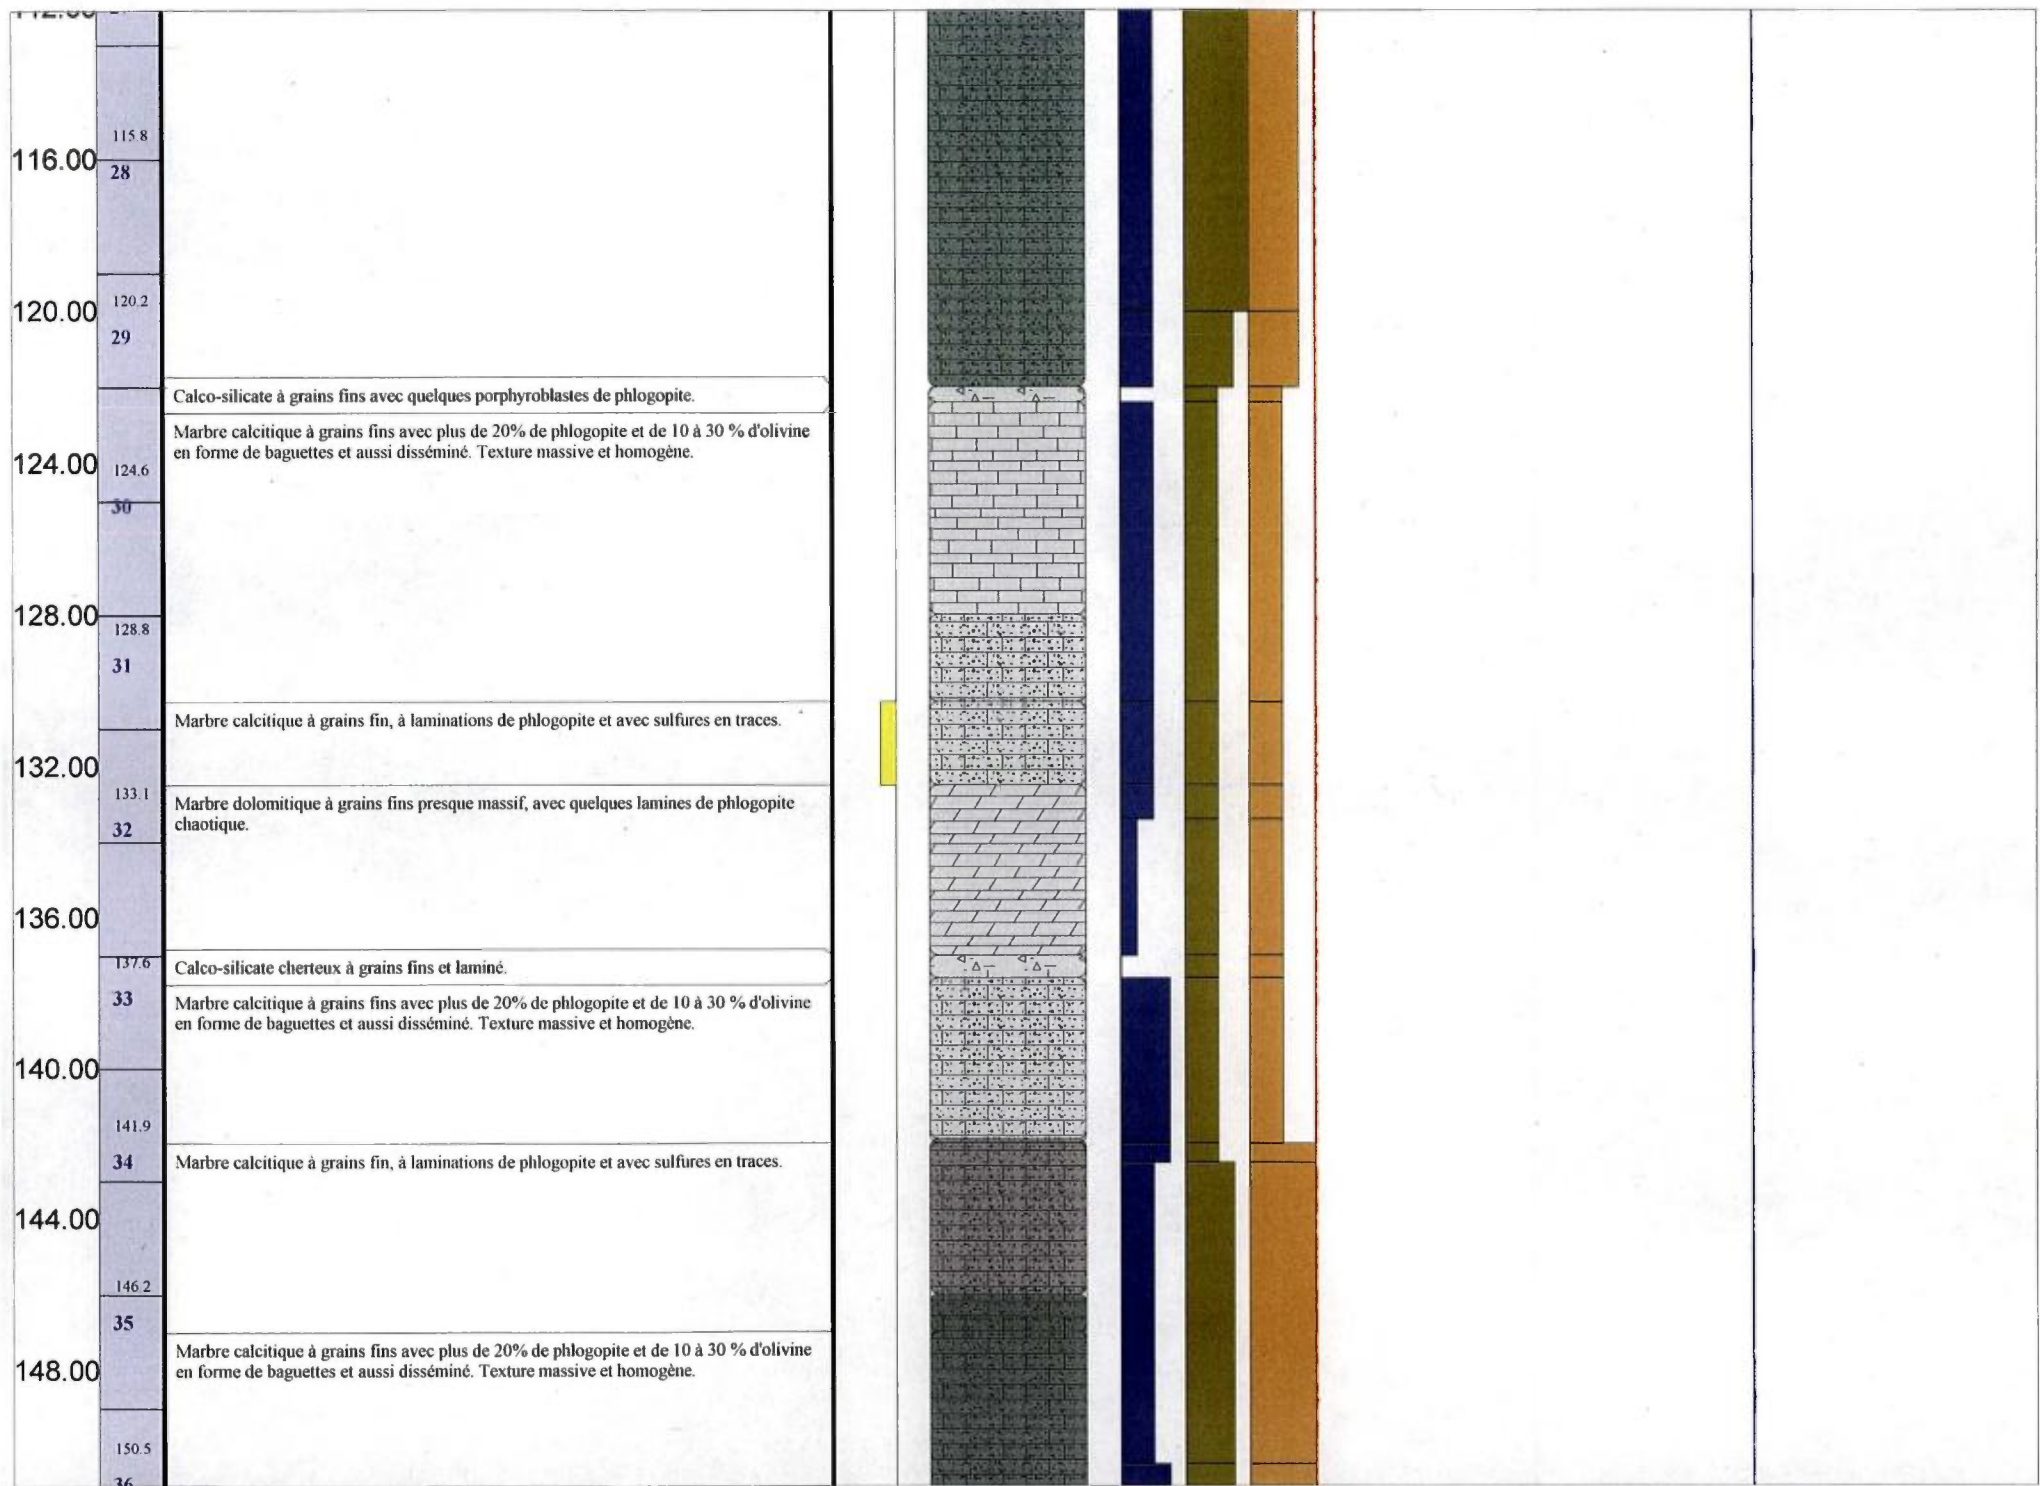 115.8
116.00
28
120.2
120.00
29
Calco-silicate à grains fins avec quelques porphyroblastes de phlogopite.
Marbre calcitique à grains fins avec plus de 20% de phlogopite et de 10 à 30 % d'olivine
en forme de baguettes et aussi disséminé. Texture massive et homogène.
124.00
124.6
30
128.00
128.8
31
Marbre calcitique à grains fin, à laminations de phlogopite et avec sulfures en traces.
132.00
133.1
Marbre dolomitique à grains fins presque massif, avec quelques lamines de phlogopite
chaotique.
32
136.00
137.6
Calco-silicate cherteux à grains fins et laminé.
33
Marbre calcitique à grains fins avec plus de 20% de phlogopite et de 10 à 30 % d'olivine
en forme de baguettes et aussi disséminé. Texture massive et homogène.
140.00
141.9
34
Marbre calcitique à grains fin, à laminations de phlogopite et avec sulfures en traces.
144.00
146.2
35
Marbre calcitique à grains fins avec plus de 20% de phlogopite et de 10 à 30 % d'olivine
en forme de baguettes et aussi disséminé. Texture massive et homogène.
148.00
150.5
36